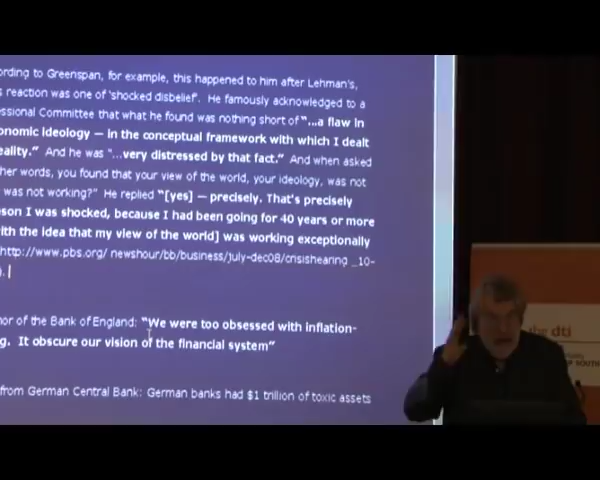 ording to Greenspan, for example, this happened to him after Lehman's,
s reaction was one of 'shocked disbelief'. He famously acknowledged to a
essional Committee that what he found was nothing short of "...a flaw in
onomic ideology — in the conceptual framework with which I dealt
eality." And he was "...very distressed by that fact." And when asked
her words, you found that your view of the world, your ideology, was not
was not working?" He replied "[yes] — precisely. That's precisely
son I was shocked, because I had been going for 40 years or more
ith the idea that my view of the world] was working exceptionally
http://www.pbs.org/ newshour/bb/business/july-dec08/crisishearing _10-
).
nor of the Bank of England: "We were too obsessed with inflation-
g. It obscure our vision of the financial system"
from German Central Bank: German banks had $1 trillion of toxic assets
the dti
OF SOUTH